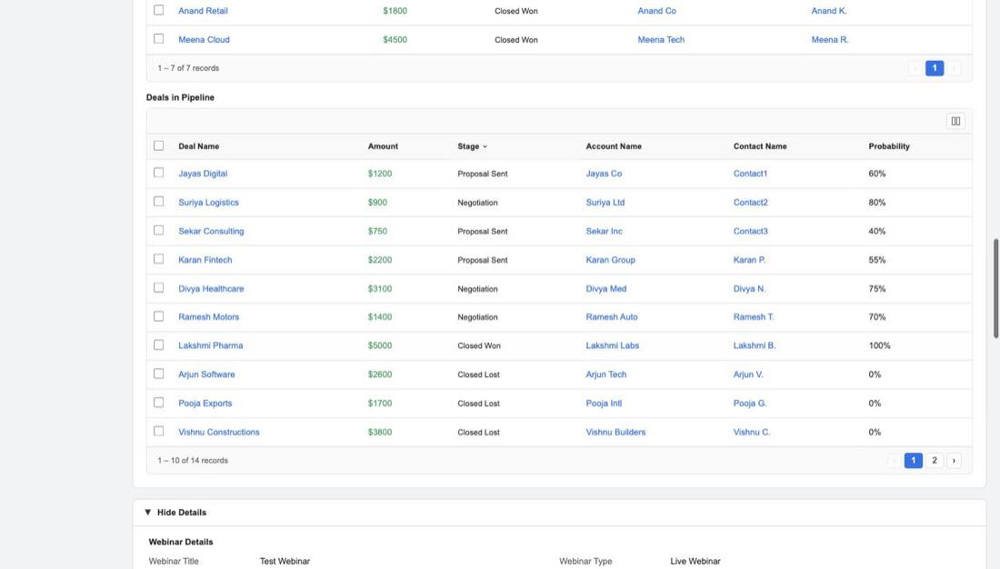 Anand Retail $1800 Closed Won Anand Co Anand K.
Meena Cloud $4500 Closed Won Meena Tech Meena R.
1 – 7 of 7 records ‹ 1 ›
Deals in Pipeline
Deal Name Amount Stage Account Name Contact Name Probability
Jayas Digital $1200 Proposal Sent Jayas Co Contact1 60%
Suriya Logistics $900 Negotiation Suriya Ltd Contact2 80%
Sekar Consulting $750 Proposal Sent Sekar Inc Contact3 40%
Karan Fintech $2200 Proposal Sent Karan Group Karan P. 55%
Divya Healthcare $3100 Negotiation Divya Med Divya N. 75%
Ramesh Motors $1400 Negotiation Ramesh Auto Ramesh T. 70%
Lakshmi Pharma $5000 Closed Won Lakshmi Labs Lakshmi B. 100%
Arjun Software $2600 Closed Lost Arjun Tech Arjun V. 0%
Pooja Exports $1700 Closed Lost Pooja Intl Pooja G. 0%
Vishnu Constructions $3800 Closed Lost Vishnu Builders Vishnu C. 0%
1 – 10 of 14 records ‹ 1 2 ›
▼ Hide Details
Webinar Details
Webinar Title Test Webinar Webinar Type Live Webinar